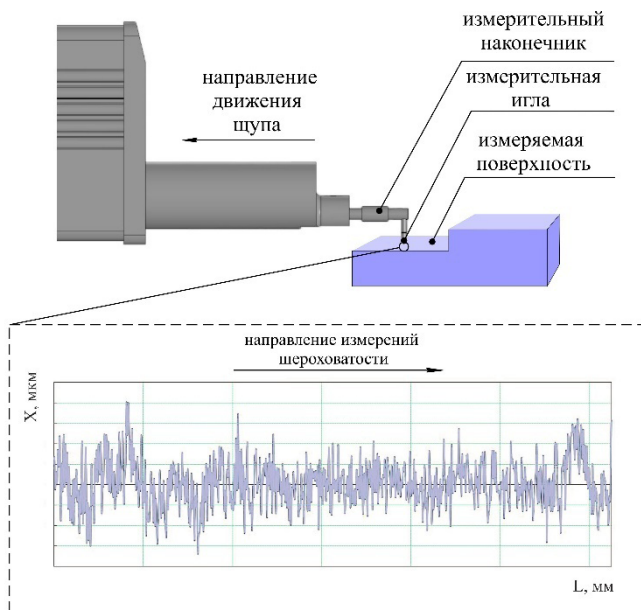 измерительный
наконечник
направление
движения
щупа
измерительная
игла
измеряемая
поверхность
направление измерений
шероховатости
X, мкм
L, мм